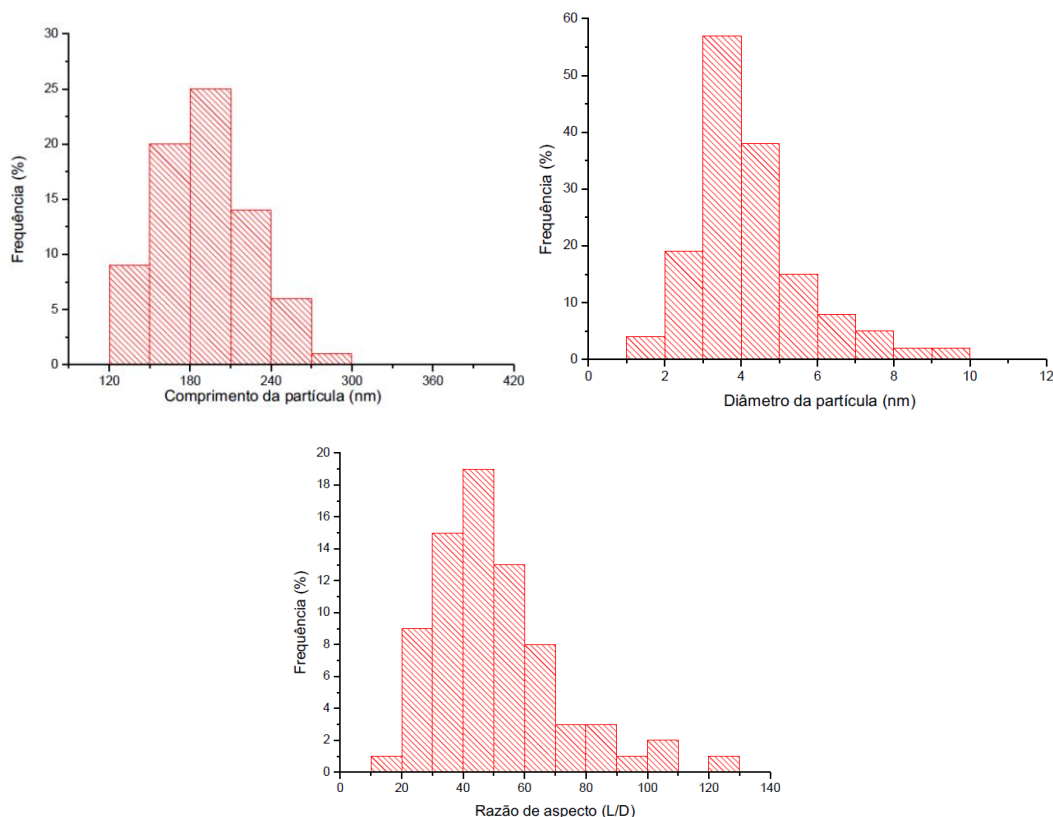 30
25
20
15
10
5
0
Frequência (%)
120 180 240 300 360 420
Comprimento da partícula (nm)
60
50
40
30
20
10
0
Frequência (%)
0 2 4 6 8 10 12
Diâmetro da partícula (nm)
20
18
16
14
12
10
8
6
4
2
0
Frequência (%)
0 20 40 60 80 100 120 140
Razão de aspecto (L/D)